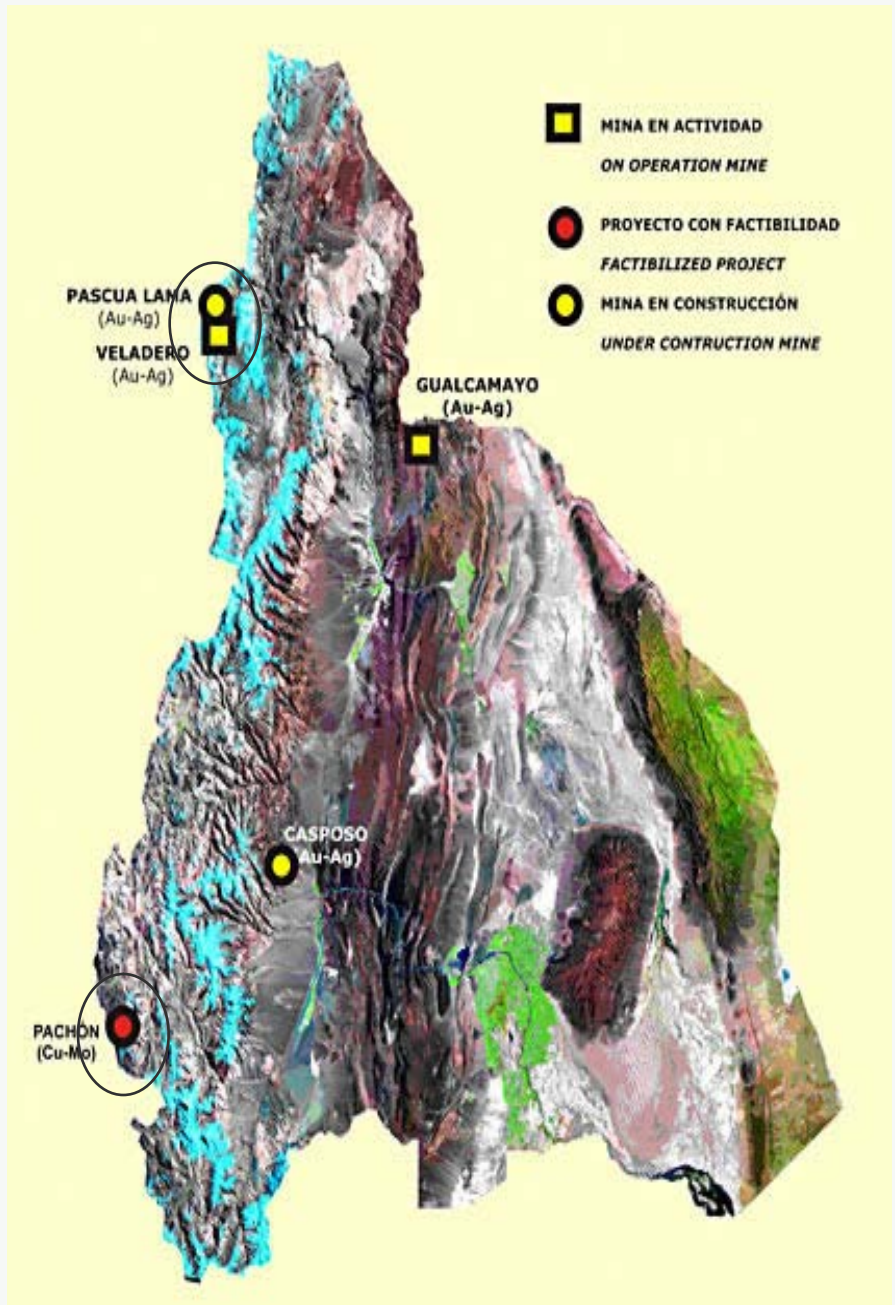 MINA EN ACTIVIDAD
ON OPERATION MINE
PROYECTO CON FACTIBILIDAD
FACTIBILIZED PROJECT
MINA EN CONSTRUCCIÓN
UNDER CONTRUCTION MINE
PASCUA LAMA
(Au-Ag)
VELADERO
(Au-Ag)
GUALCAMAYO
(Au-Ag)
CASPOSO
(Au-Ag)
PACHÓN
(Cu-Mo)